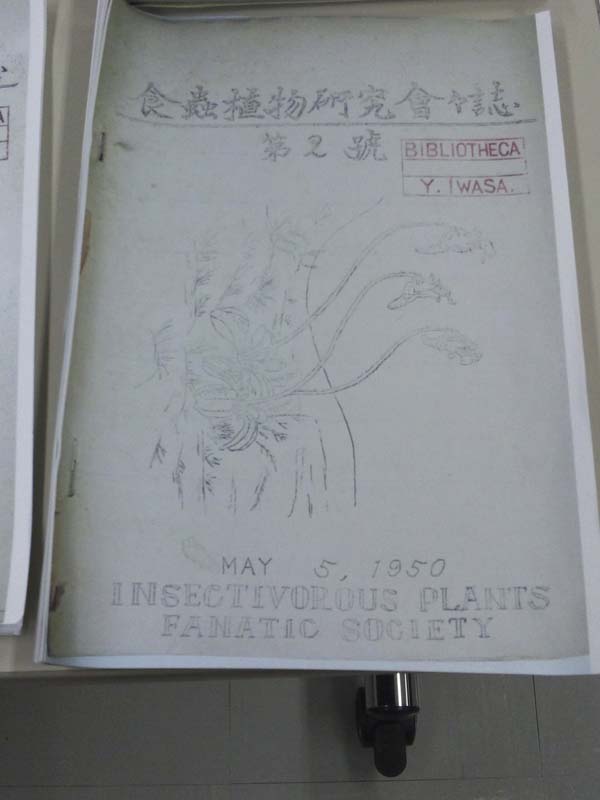 食蟲植物研究會々誌
第2號
BIBLIOTHECA
Y. IWASA.
MAY 5, 1950
INSECTIVOROUS PLANTS
FANATIC SOCIETY